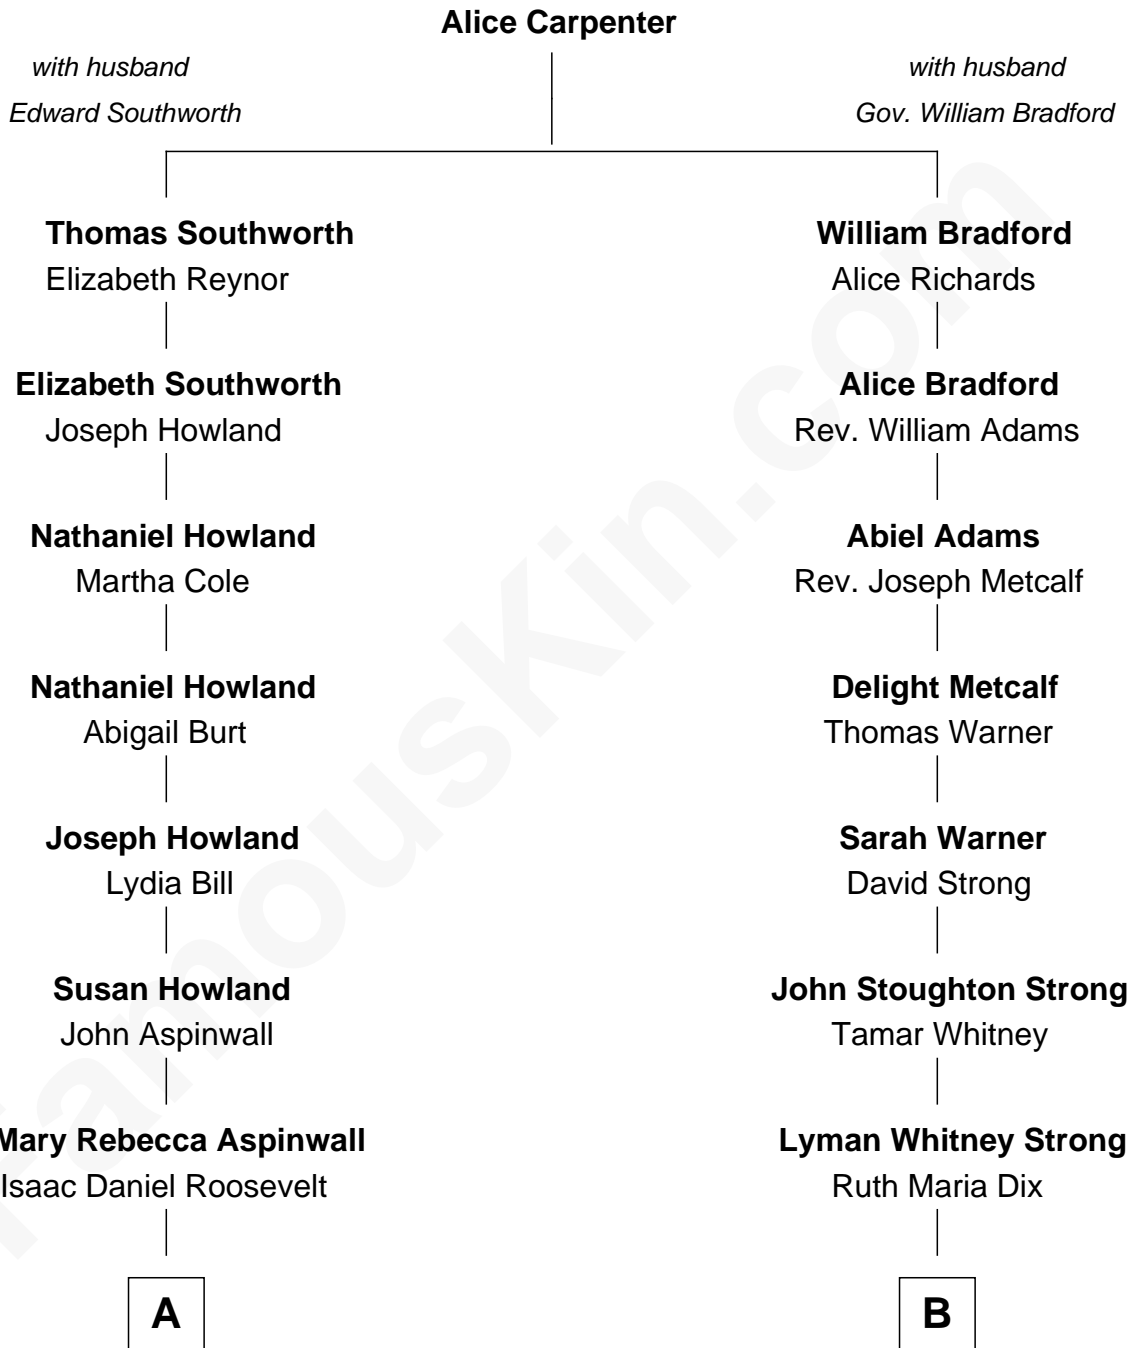 Alice Carpenter
with husband
Edward Southworth
with husband
Gov. William Bradford
Thomas Southworth
Elizabeth Reynor
William Bradford
Alice Richards
Elizabeth Southworth
Joseph Howland
Alice Bradford
Rev. William Adams
Nathaniel Howland
Martha Cole
Abiel Adams
Rev. Joseph Metcalf
Nathaniel Howland
Abigail Burt
Delight Metcalf
Thomas Warner
Joseph Howland
Lydia Bill
Sarah Warner
David Strong
Susan Howland
John Aspinwall
John Stoughton Strong
Tamar Whitney
Mary Rebecca Aspinwall
Isaac Daniel Roosevelt
Lyman Whitney Strong
Ruth Maria Dix
A
B
FamousKin.com